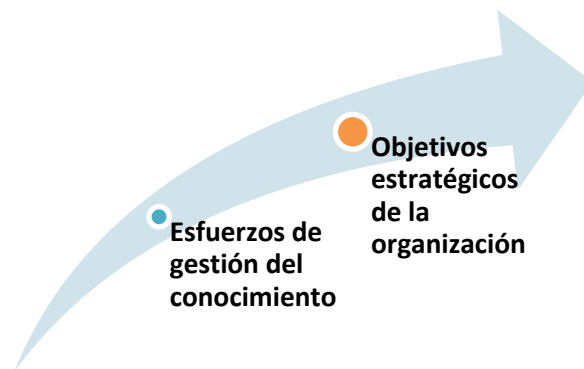 Objetivos
estratégicos
de la
organización
Esfuerzos de
gestión del
conocimiento